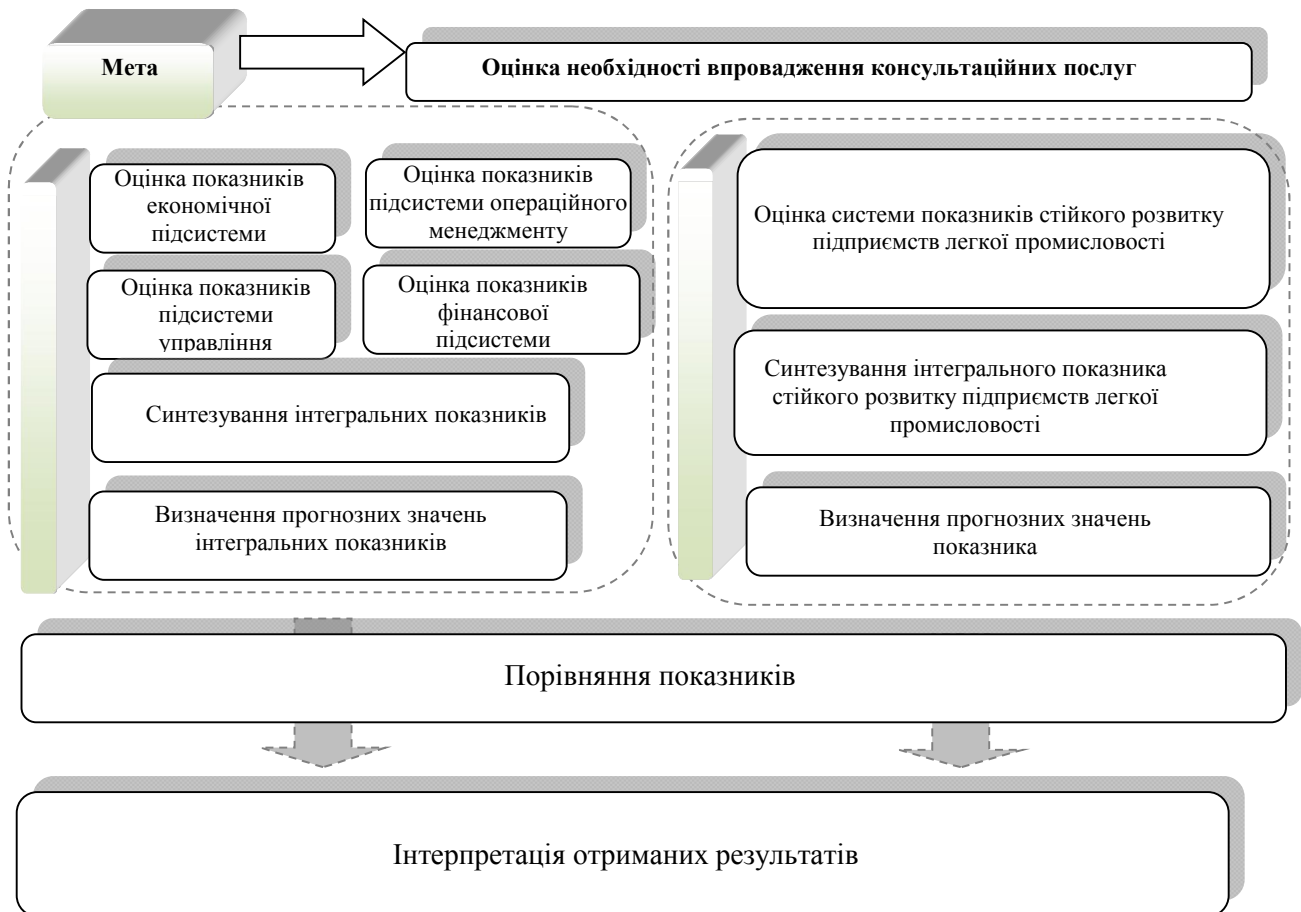 Мета
Оцінка необхідності впровадження консультаційних послуг
Оцінка показників
економічної
підсистеми
Оцінка показників
підсистеми операційного
менеджменту
Оцінка показників
підсистеми
управління
Оцінка показників
фінансової
підсистеми
Синтезування інтегральних показників
Визначення прогнозних значень
інтегральних показників
Оцінка системи показників стійкого розвитку
підприємств легкої промисловості
Синтезування інтегрального показника
стійкого розвитку підприємств легкої
промисловості
Визначення прогнозних значень
показника
Порівняння показників
Інтерпретація отриманих результатів